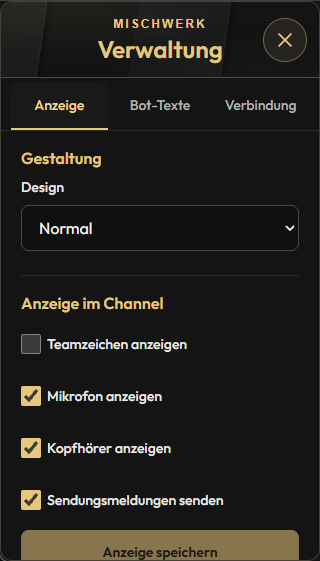 MISCHWERK
Verwaltung
Anzeige Bot-Texte Verbindung
Gestaltung
Design
Normal
Anzeige im Channel
Teamzeichen anzeigen
Mikrofon anzeigen
Kopfhörer anzeigen
Sendungsmeldungen senden
Anzeige speichern